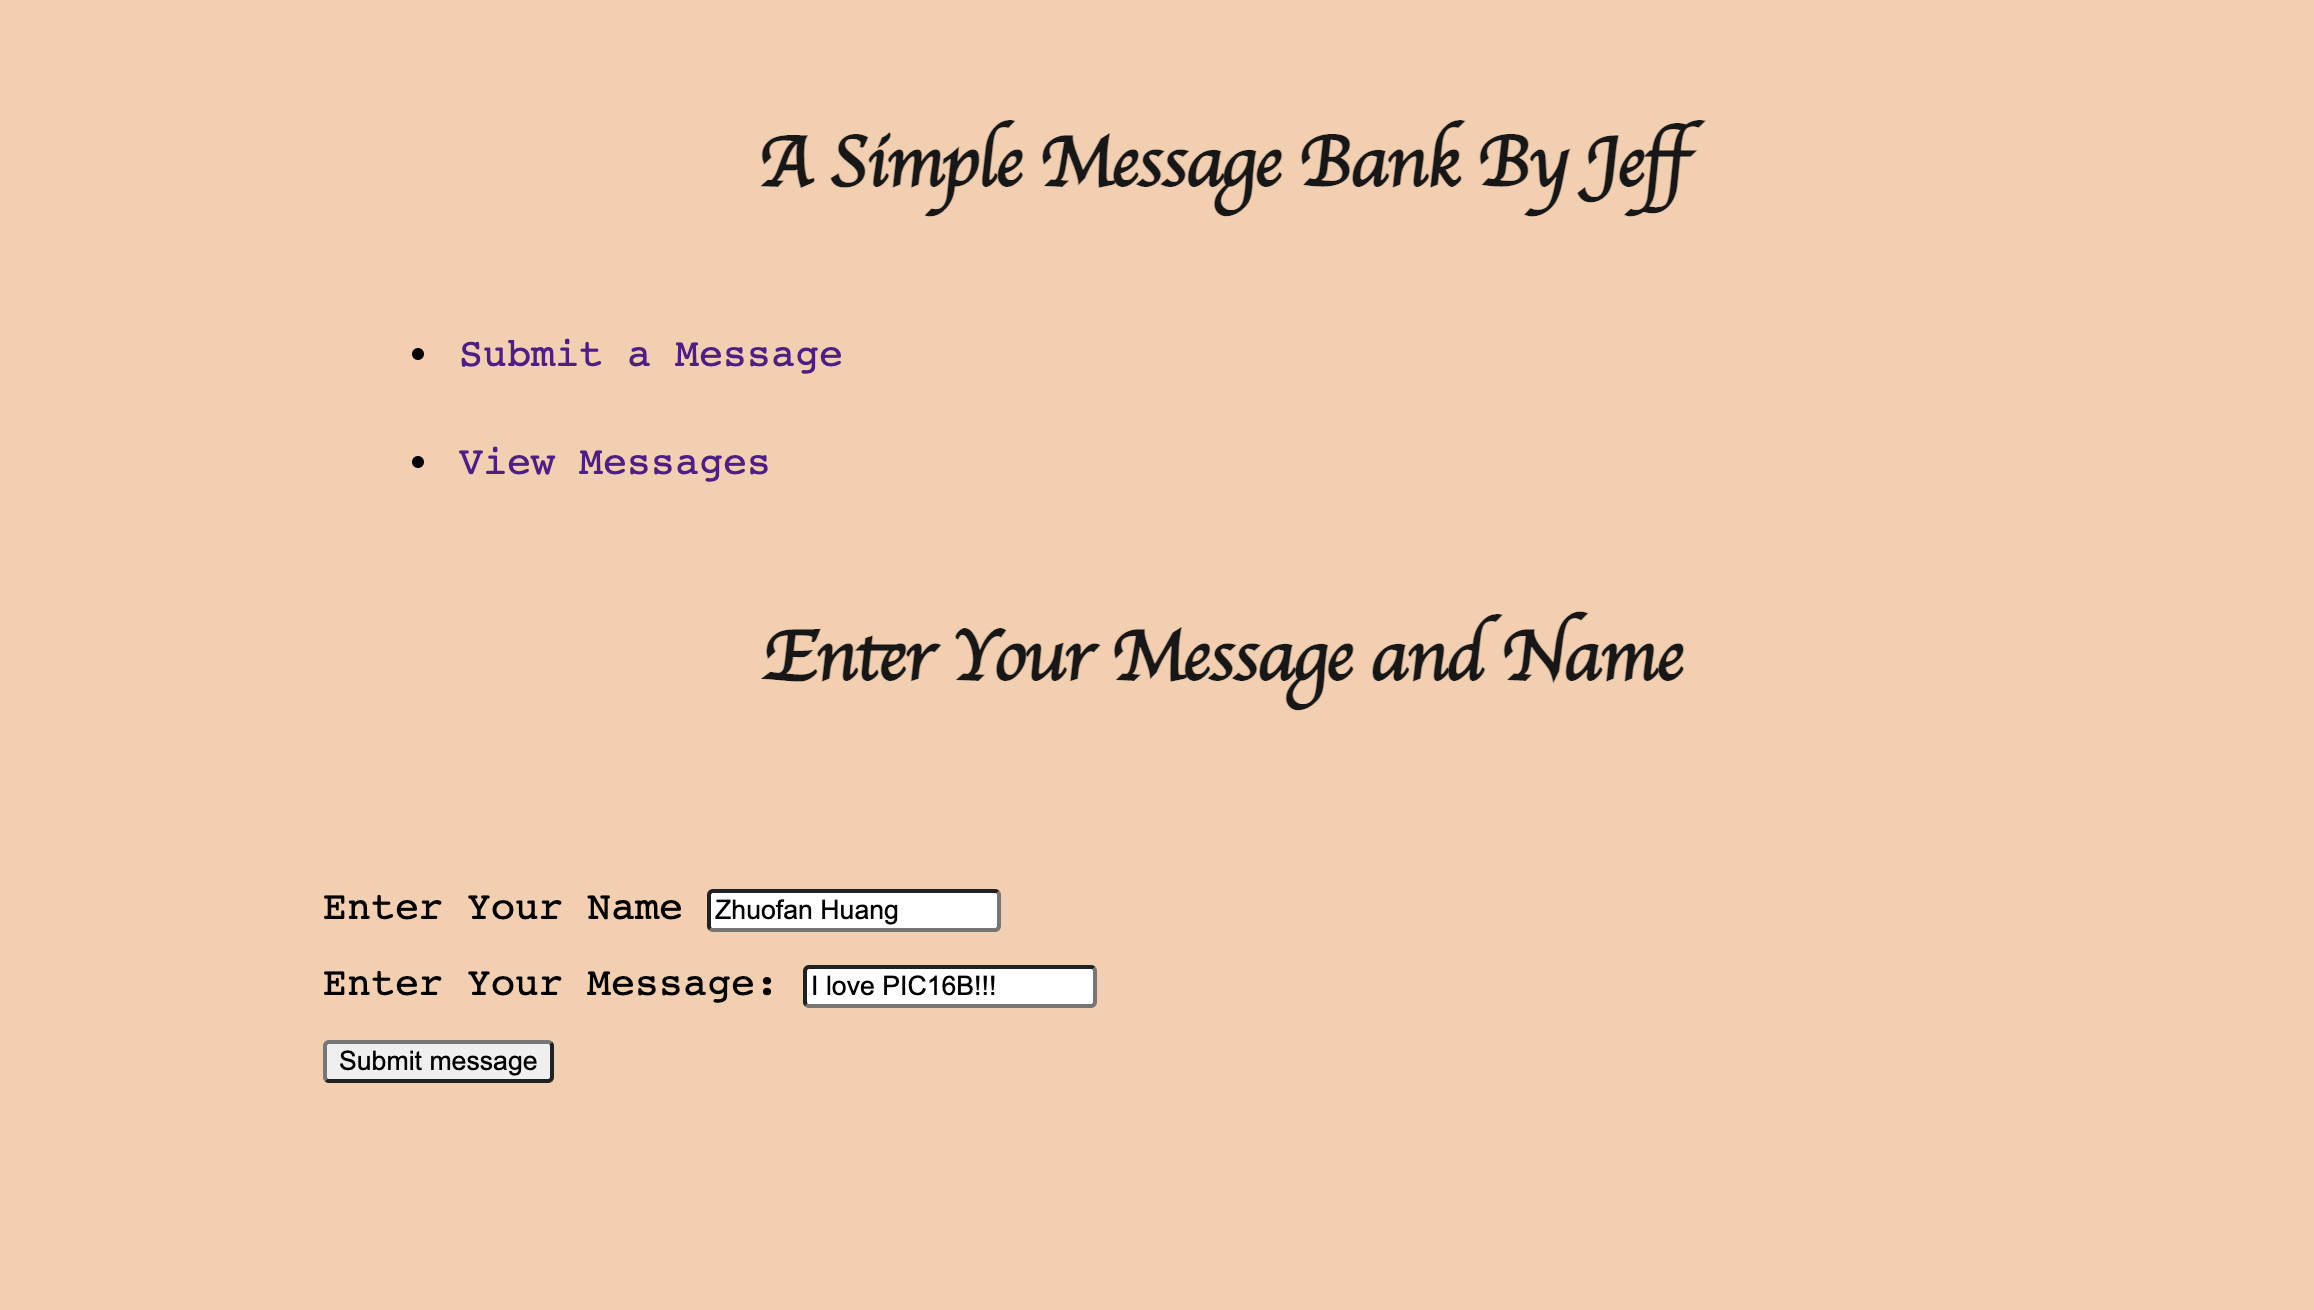 A Simple Message Bank By Jeff
Submit a Message
View Messages
Enter Your Message and Name
Enter Your Name Zhuofan Huang
Enter Your Message: I love PIC16B!!!
Submit message